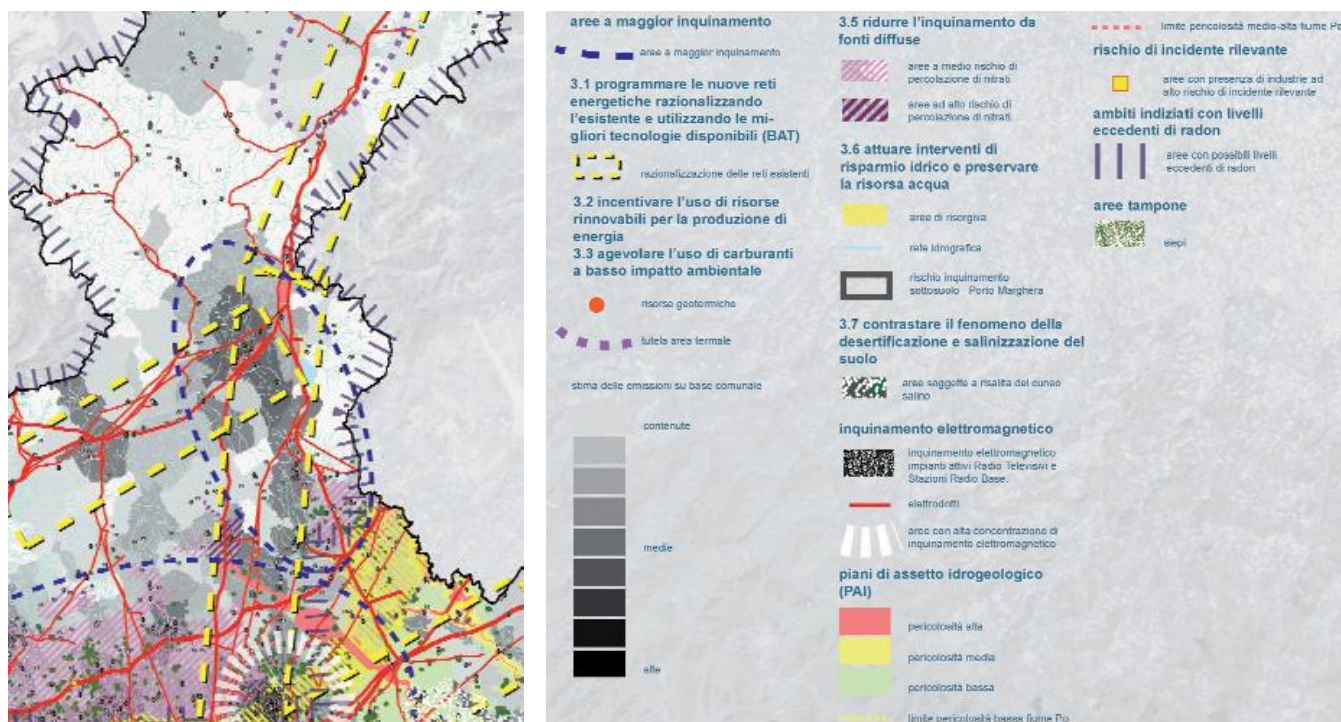 aree a maggior inquinamento
aree a maggior inquinamento
3.1 programmare le nuove reti
energetiche razionalizzando
l'esistente e utilizzando le mi-
gliori tecnologie disponibili (BAT)
razionalizzazione delle reti esistenti
3.2 incentivare l'uso di risorse
rinnovabili per la produzione di
energia
3.3 agevolare l'uso di carburanti
a basso impatto ambientale
risorse geotermiche
tutela area termale
stima delle emissioni su base comunale
contenute
medie
alte
3.5 ridurre l'inquinamento da
fonti diffuse
aree a medio rischio di
percolazione di nitrati
aree ad alto rischio di
percolazione di nitrati
3.6 attuare interventi di
risparmio idrico e preservare
la risorsa acqua
aree di risorgiva
rete idrografica
rischio inquinamento
sottosuolo Porto Marghera
3.7 contrastare il fenomeno della
desertificazione e salinizzazione del
suolo
aree soggette a risalita del cuneo
salino
inquinamento elettromagnetico
inquinamento elettromagnetico
impianti attivi Radio Televisivi e
Stazioni Radio Base.
elettrodotti
aree con alta concentrazione di
inquinamento elettromagnetico
piani di assetto idrogeologico
(PAI)
pericolosità alta
pericolosità media
pericolosità bassa
limite pericolosità bassa fiume Po
limite pericolosità medio-alta fiume Po
rischio di incidente rilevante
aree con presenza di industrie ad
alto rischio di incidente rilevante
ambiti indiziati con livelli
eccedenti di radon
aree con possibili livelli
eccedenti di radon
aree tampone
siepi